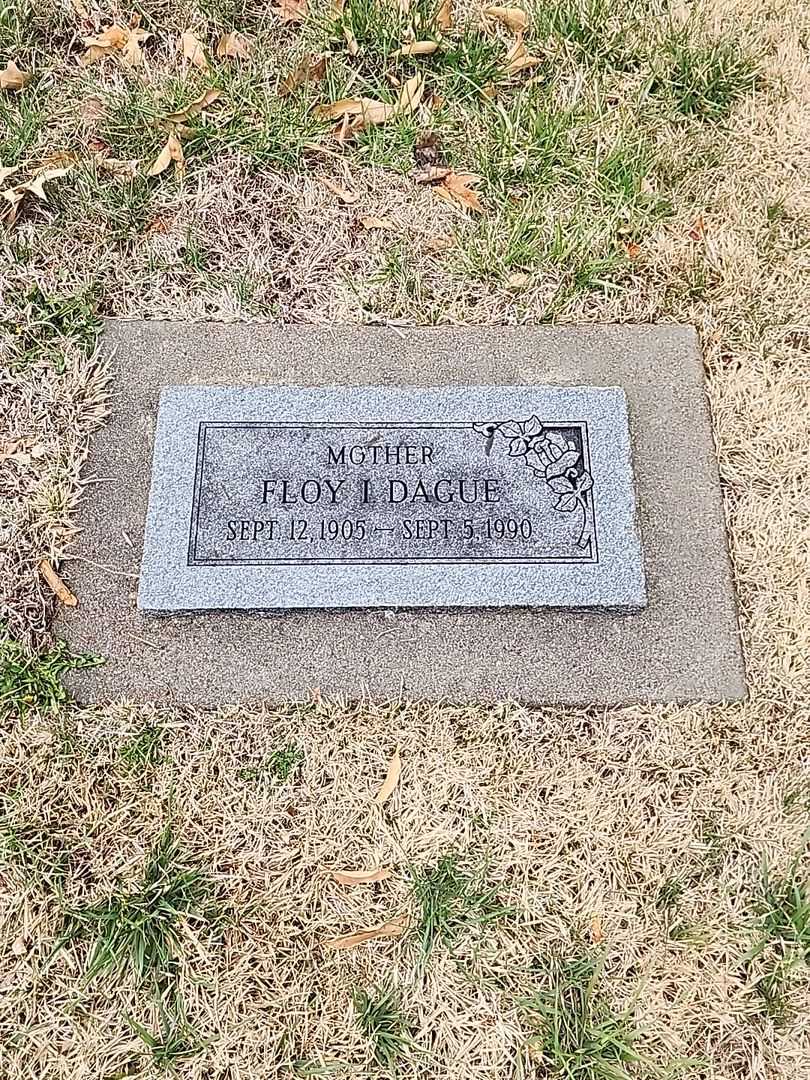 MOTHER
FLOY I DAGUE
SEPT. 12, 1905 — SEPT. 5, 1990